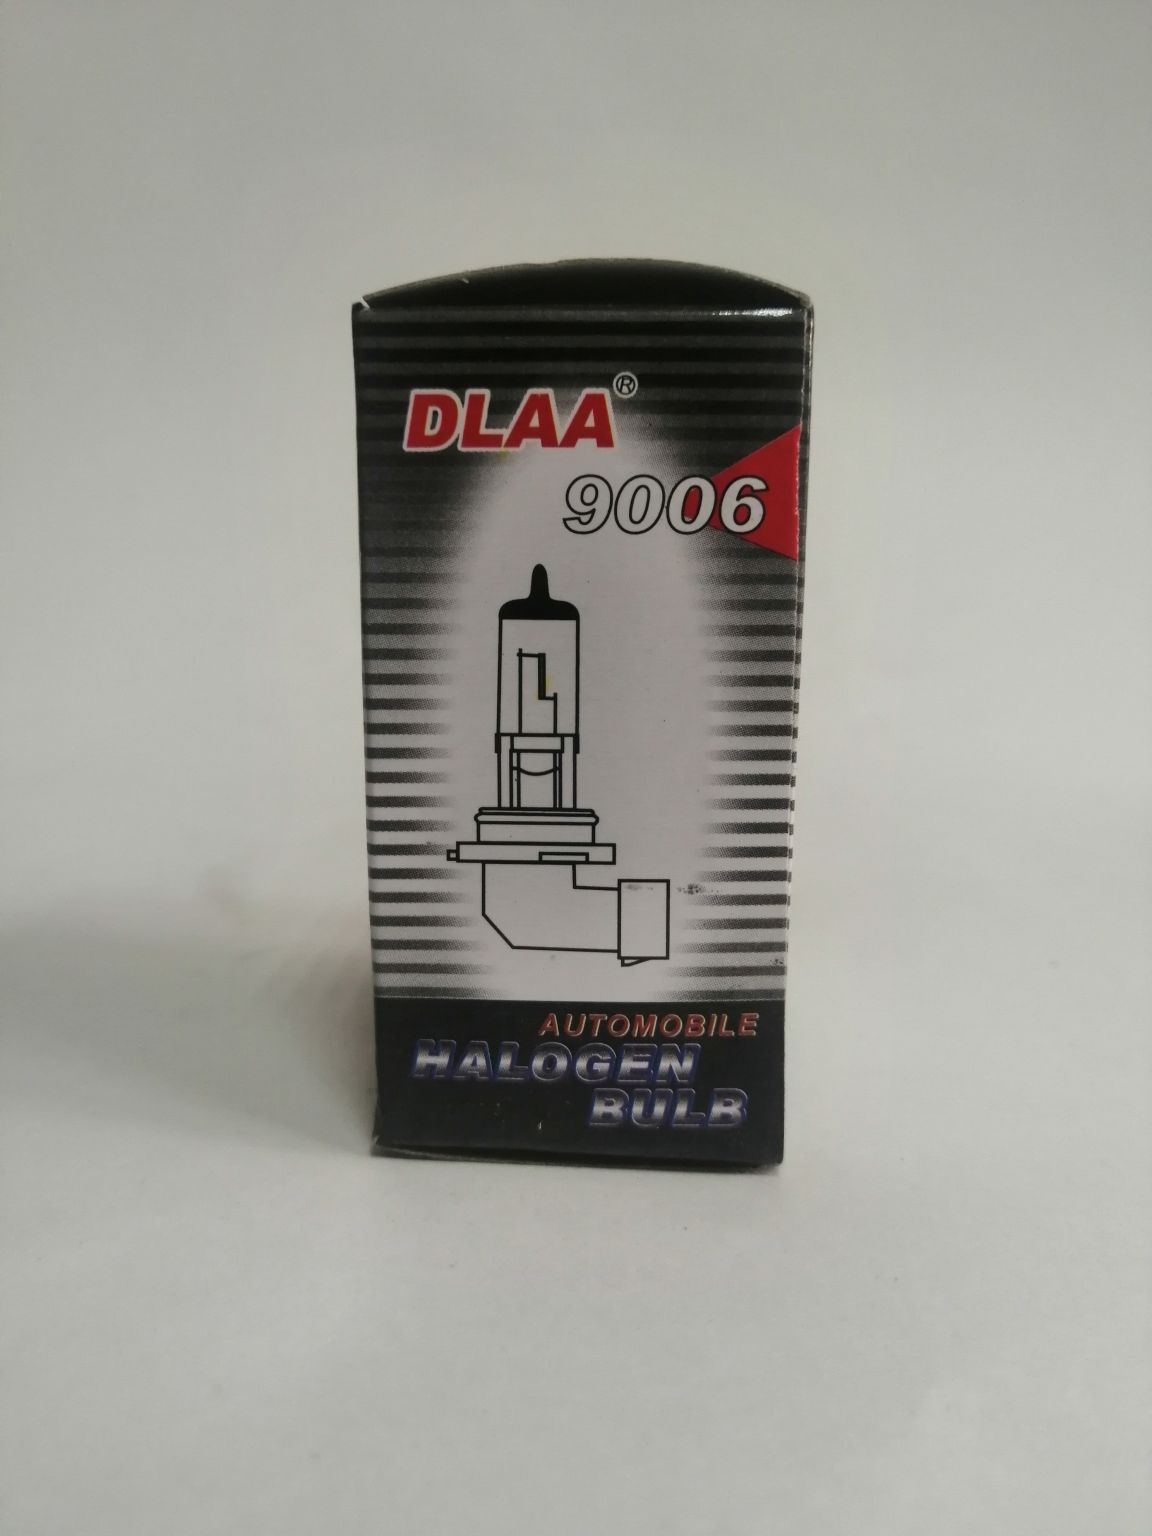 DLAA®
9006
AUTOMOBILE
HALOGEN
BULB